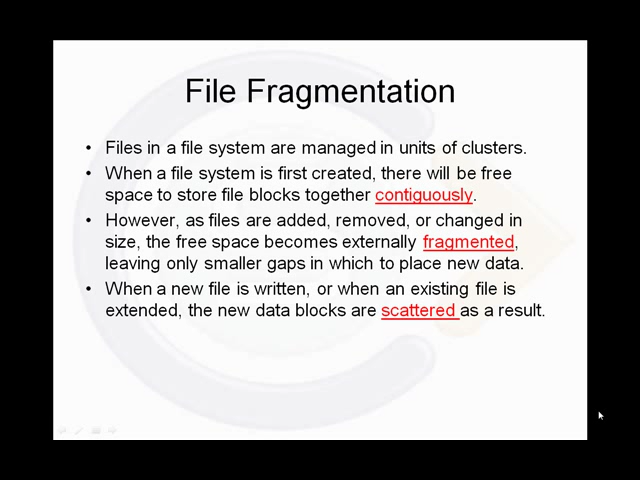 File Fragmentation
• Files in a file system are managed in units of clusters.
• When a file system is first created, there will be free
space to store file blocks together contiguously.
• However, as files are added, removed, or changed in
size, the free space becomes externally fragmented,
leaving only smaller gaps in which to place new data.
• When a new file is written, or when an existing file is
extended, the new data blocks are scattered as a result.